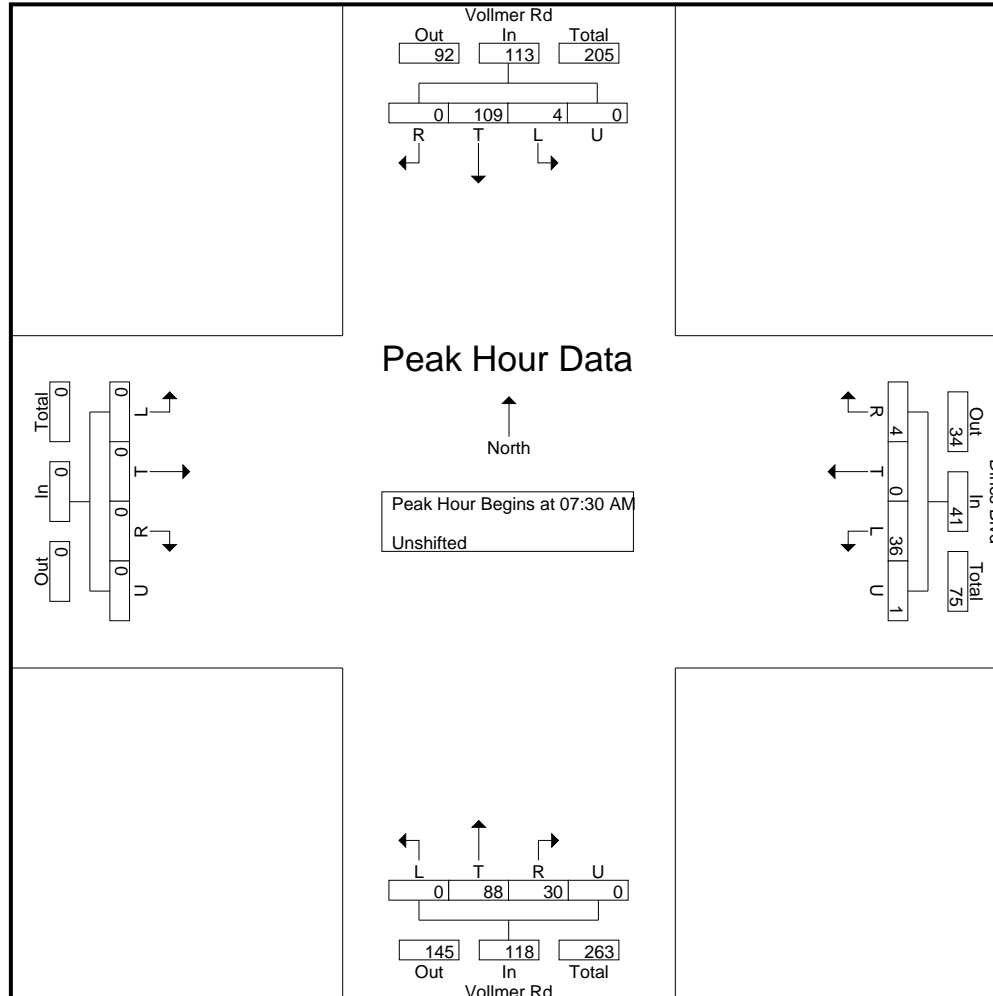 Vollmer Rd
Out In Total
92 113 205
0 109 4 0
R T L U
Peak Hour Data
North
Peak Hour Begins at 07:30 AM
Unshifted
Total In Out
0 0 0
0 0 0 0
L T R U
R T L U
4 0 36 1
Out In Total
34 41 75
Blvd
L T R U
0 88 30 0
145 118 263
Out In Total
Vollmer Rd